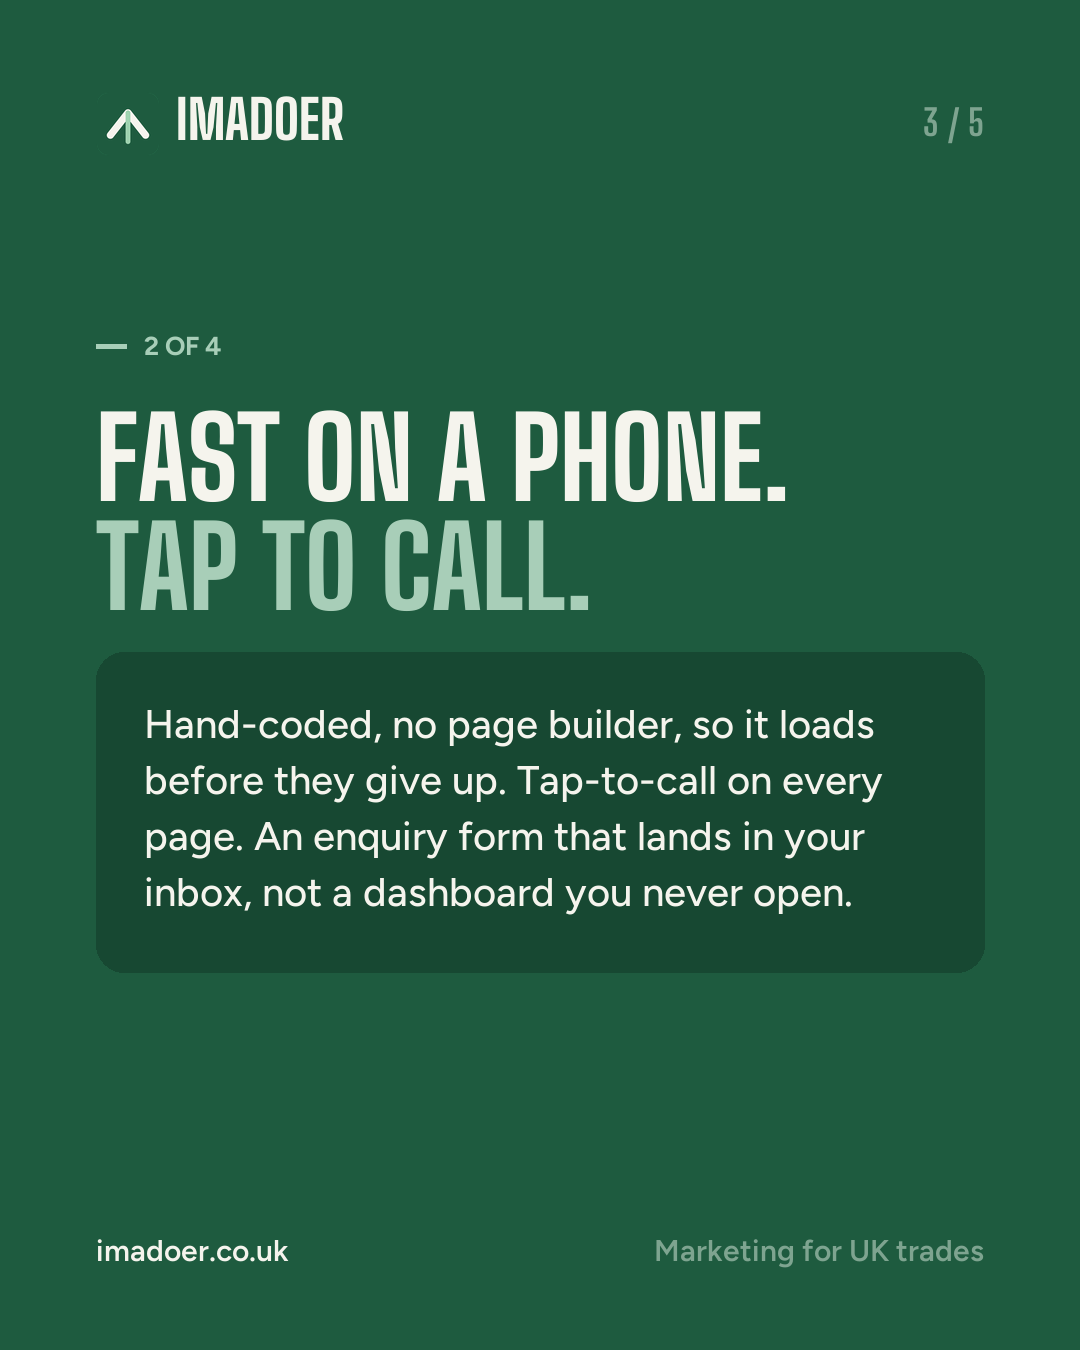 IMADOER
3 / 5
2 OF 4
FAST ON A PHONE.
TAP TO CALL.
Hand-coded, no page builder, so it loads
before they give up. Tap-to-call on every
page. An enquiry form that lands in your
inbox, not a dashboard you never open.
imadoer.co.uk
Marketing for UK trades